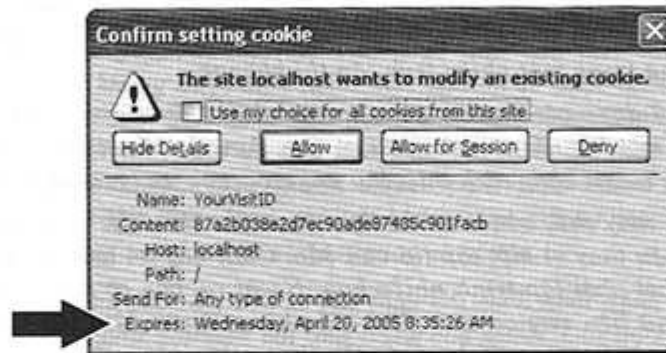 Confirm setting cookie
The site localhost wants to modify an existing cookie.
Use my choice for all cookies from this site
Hide Details Allow Allow for Session Deny
Name: YourVisitID
Content: 87a2b038e2d7ec90ade87485c901facb
Host: localhost
Path: /
Send For: Any type of connection
Expires: Wednesday, April 20, 2005 8:35:26 AM